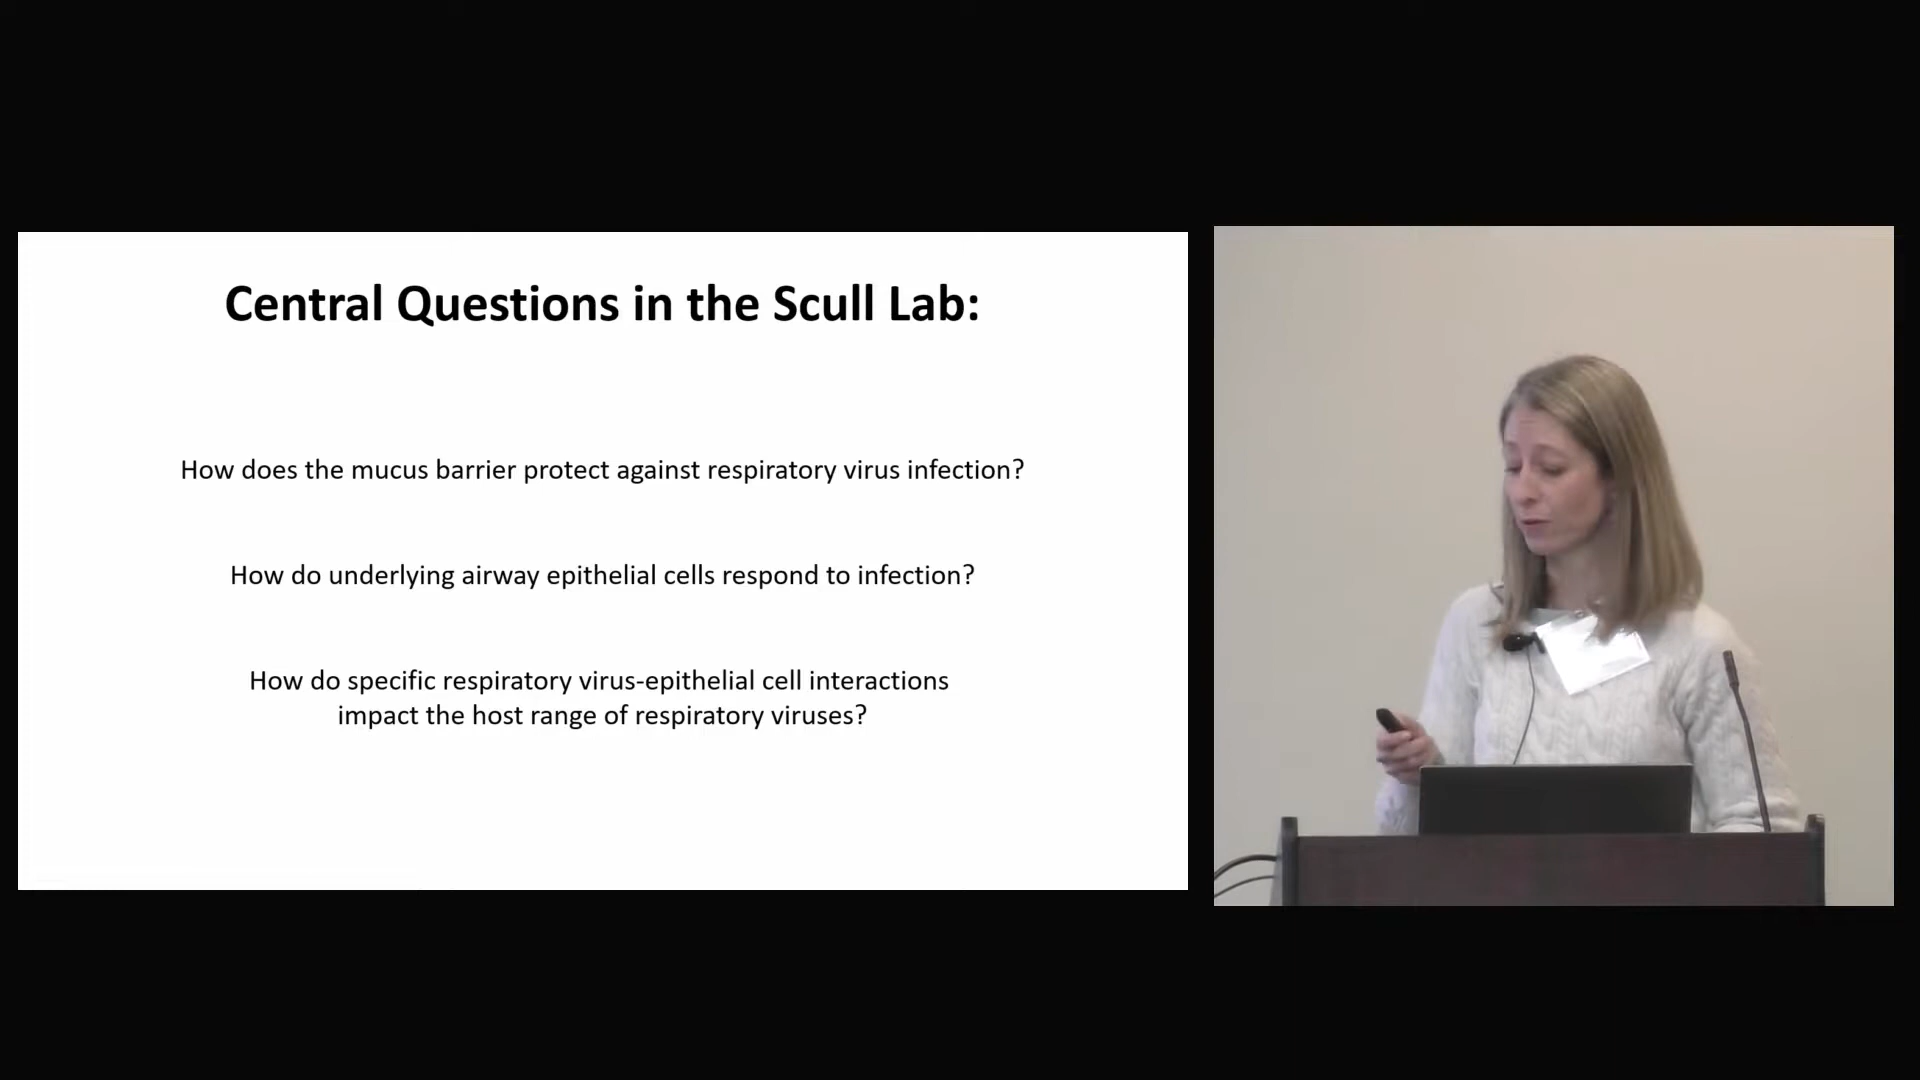 Central Questions in the Scull Lab:
How does the mucus barrier protect against respiratory virus infection?
How do underlying airway epithelial cells respond to infection?
How do specific respiratory virus-epithelial cell interactions
impact the host range of respiratory viruses?